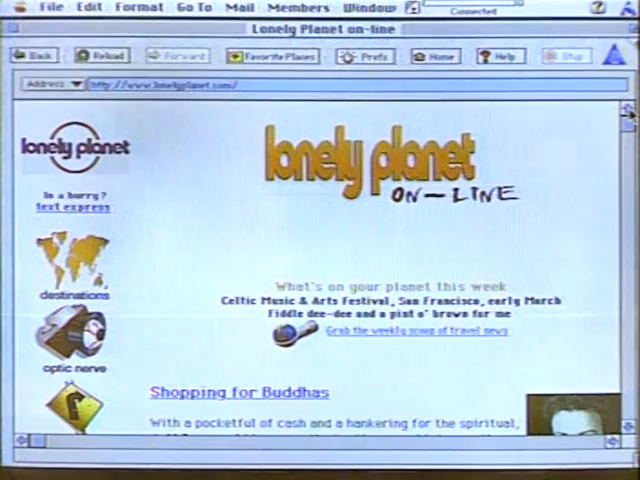 File Edit Format Go To Mail Members Window
Connected
Lonely Planet on-line
Back Reload Forward Favorite Places Prefs Home Help Stop
Address: http://www.lonelyplanet.com/
lonely planet
lonely planet
ON-LINE
In a hurry?
text express
destinations
What's on your planet this week
Celtic Music & Arts Festival, San Francisco, early March
Fiddle dee-dee and a pint o' brown for me
Grab the weekly scoop of travel news
optic nerve
Shopping for Buddhas
With a pocketful of cash and a hankering for the spiritual,